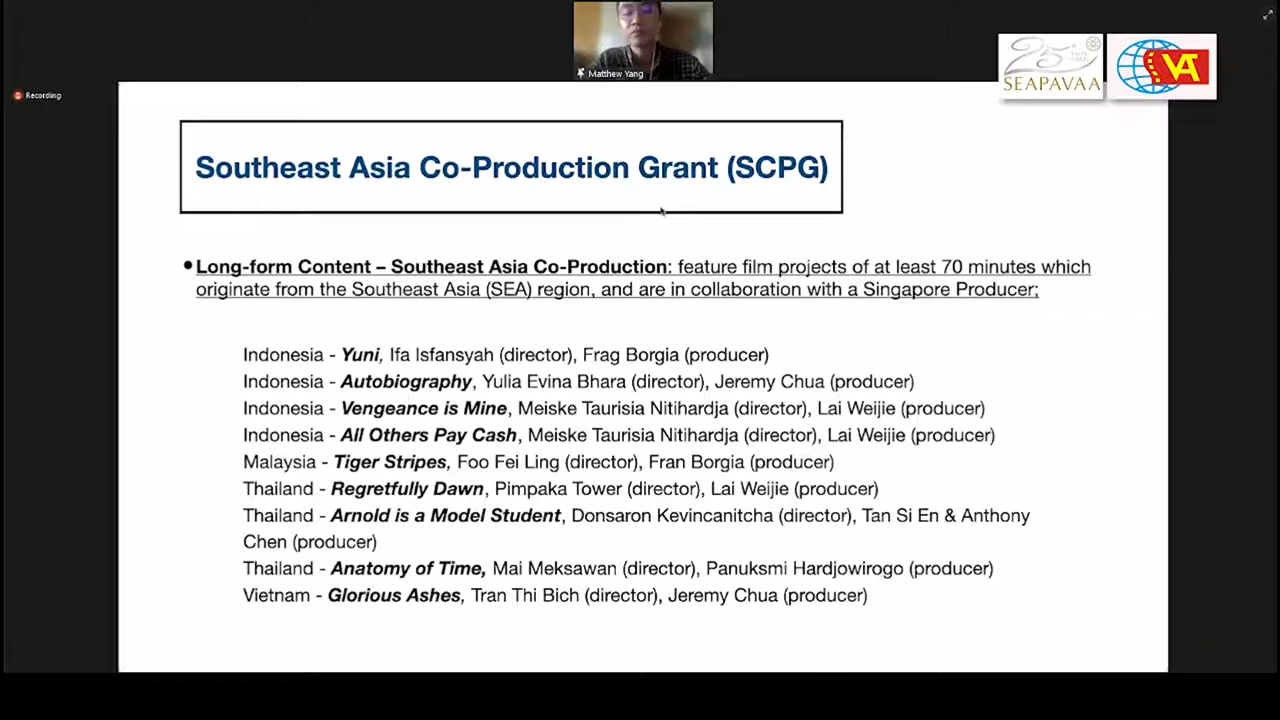 Matthew Yang
25
SEAPAVAA
VA
Recording
Southeast Asia Co-Production Grant (SCPG)
•Long-form Content – Southeast Asia Co-Production: feature film projects of at least 70 minutes which
originate from the Southeast Asia (SEA) region, and are in collaboration with a Singapore Producer;
Indonesia - Yuni, Ifa Isfansyah (director), Frag Borgia (producer)
Indonesia - Autobiography, Yulia Evina Bhara (director), Jeremy Chua (producer)
Indonesia - Vengeance is Mine, Meiske Taurisia Nitihardja (director), Lai Weijie (producer)
Indonesia - All Others Pay Cash, Meiske Taurisia Nitihardja (director), Lai Weijie (producer)
Malaysia - Tiger Stripes, Foo Fei Ling (director), Fran Borgia (producer)
Thailand - Regretfully Dawn, Pimpaka Tower (director), Lai Weijie (producer)
Thailand - Arnold is a Model Student, Donsaron Kevincanitcha (director), Tan Si En & Anthony
Chen (producer)
Thailand - Anatomy of Time, Mai Meksawan (director), Panuksmi Hardjowirogo (producer)
Vietnam - Glorious Ashes, Tran Thi Bich (director), Jeremy Chua (producer)